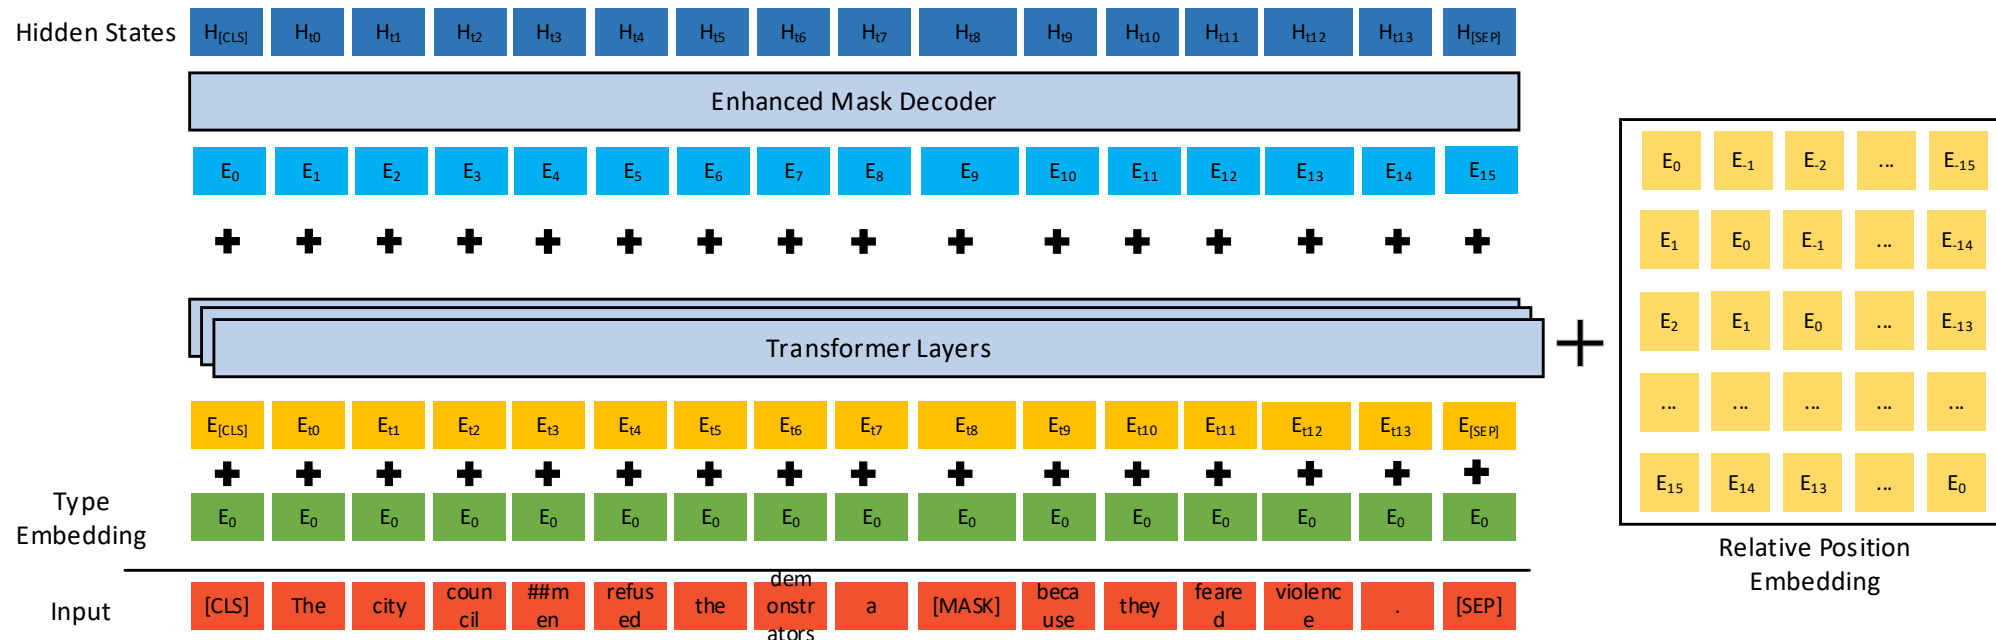 Hidden States H[CLS] Ht0 Ht1 Ht2 Ht3 Ht4 Ht5 Ht6 Ht7 Ht8 Ht9 Ht10 Ht11 Ht12 Ht13 H[SEP]
Enhanced Mask Decoder
E0 E1 E2 E3 E4 E5 E6 E7 E8 E9 E10 E11 E12 E13 E14 E15
+ + + + + + + + + + + + + + + +
Transformer Layers
+
E[CLS] Et0 Et1 Et2 Et3 Et4 Et5 Et6 Et7 Et8 Et9 Et10 Et11 Et12 Et13 E[SEP]
+ + + + + + + + + + + + + + + +
Type
Embedding
E0 E0 E0 E0 E0 E0 E0 E0 E0 E0 E0 E0 E0 E0 E0 E0
Input
[CLS]
The
city
coun
cil
##m
en
refus
ed
the
dem
onstr
ators
a
[MASK]
beca
use
they
feare
d
violenc
e
.
[SEP]
E0 E-1 E-2 ... E-15
E1 E0 E-1 ... E-14
E2 E1 E0 ... E-13
... ... ... ... ...
E15 E14 E13 ... E0
Relative Position
Embedding